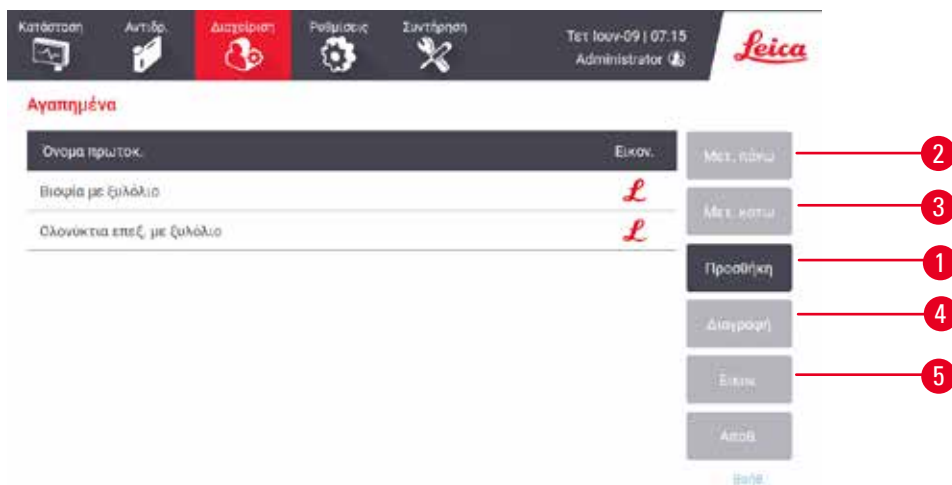 Κατάσταση Αντιδρ. Διαχείριση Ρυθμίσεις Συντήρηση
Τετ Ιουν-09 | 07:15
Administrator
Leica
Αγαπημένα
Όνομα πρωτοκ. Εικον.
Μετ. πάνω 2
Βιοψία με ξυλόλιο L
Μετ. κατω 3
Ολονύκτια επεξ. με ξυλόλιο L
Προσθήκη 1
Διαγραφή 4
Εικον. 5
Αποθ.
Βοήθ.